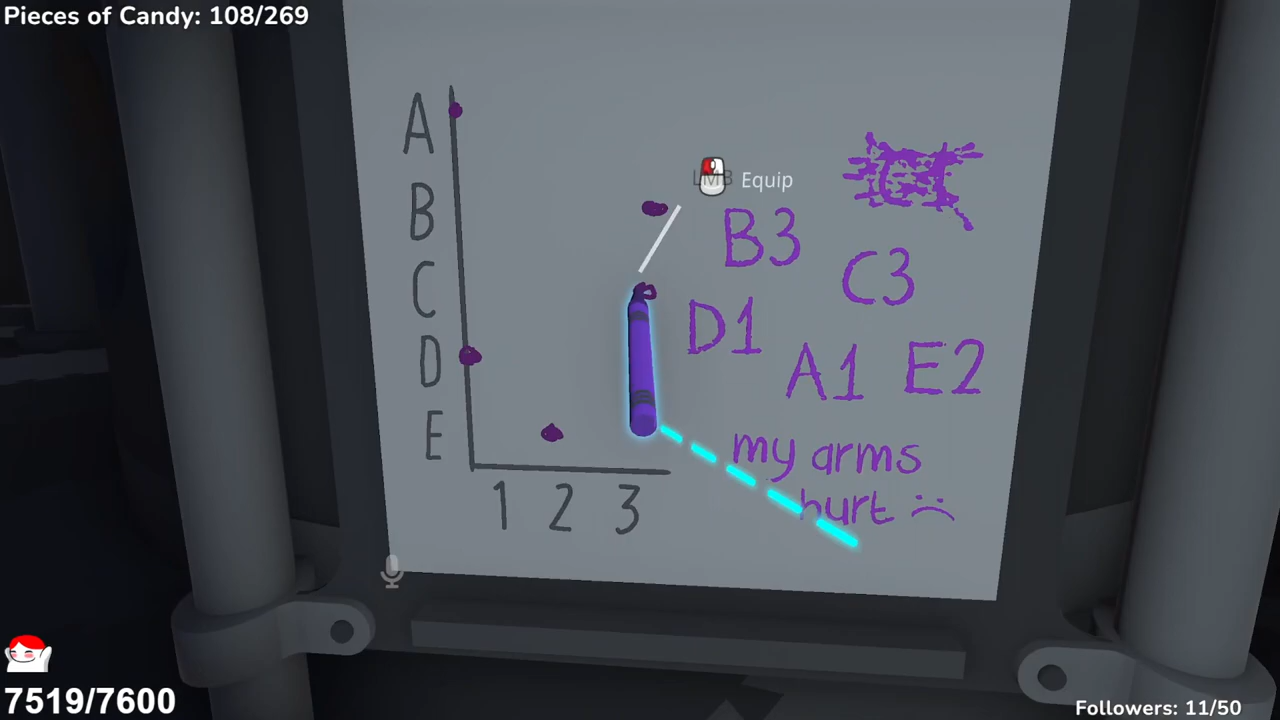 Pieces of Candy: 108/269
A
B
C
D
E
1 2 3
LMB Equip
B3
C3
D1
A1 E2
my arms
hurt :(
7519/7600
Followers: 11/50